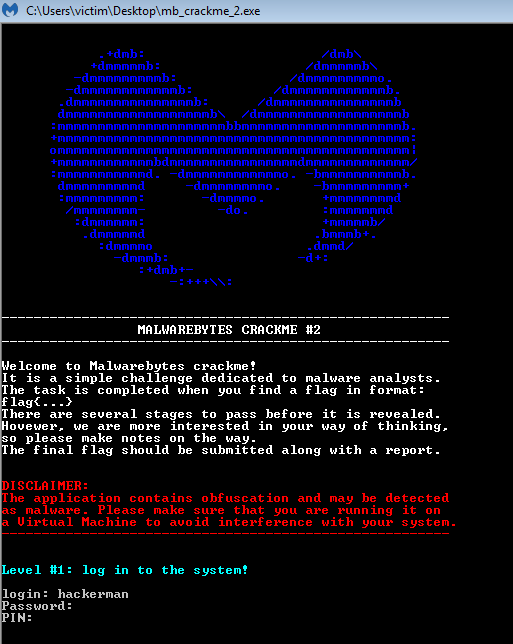 C:\Users\victim\Desktop\mb_crackme_2.exe
MALWAREBYTES CRACKME #2
Welcome to Malwarebytes crackme!
It is a simple challenge dedicated to malware analysts.
The task is completed when you find a flag in format:
flag{...}
There are several stages to pass before it is revealed.
Hovewer, we are more interested in your way of thinking,
so please make notes on the way.
The final flag should be submitted along with a report.
DISCLAIMER:
The application contains obfuscation and may be detected
as malware. Please make sure that you are running it on
a Virtual Machine to avoid interference with your system.
Level #1: log in to the system!
login: hackerman
Password:
PIN: